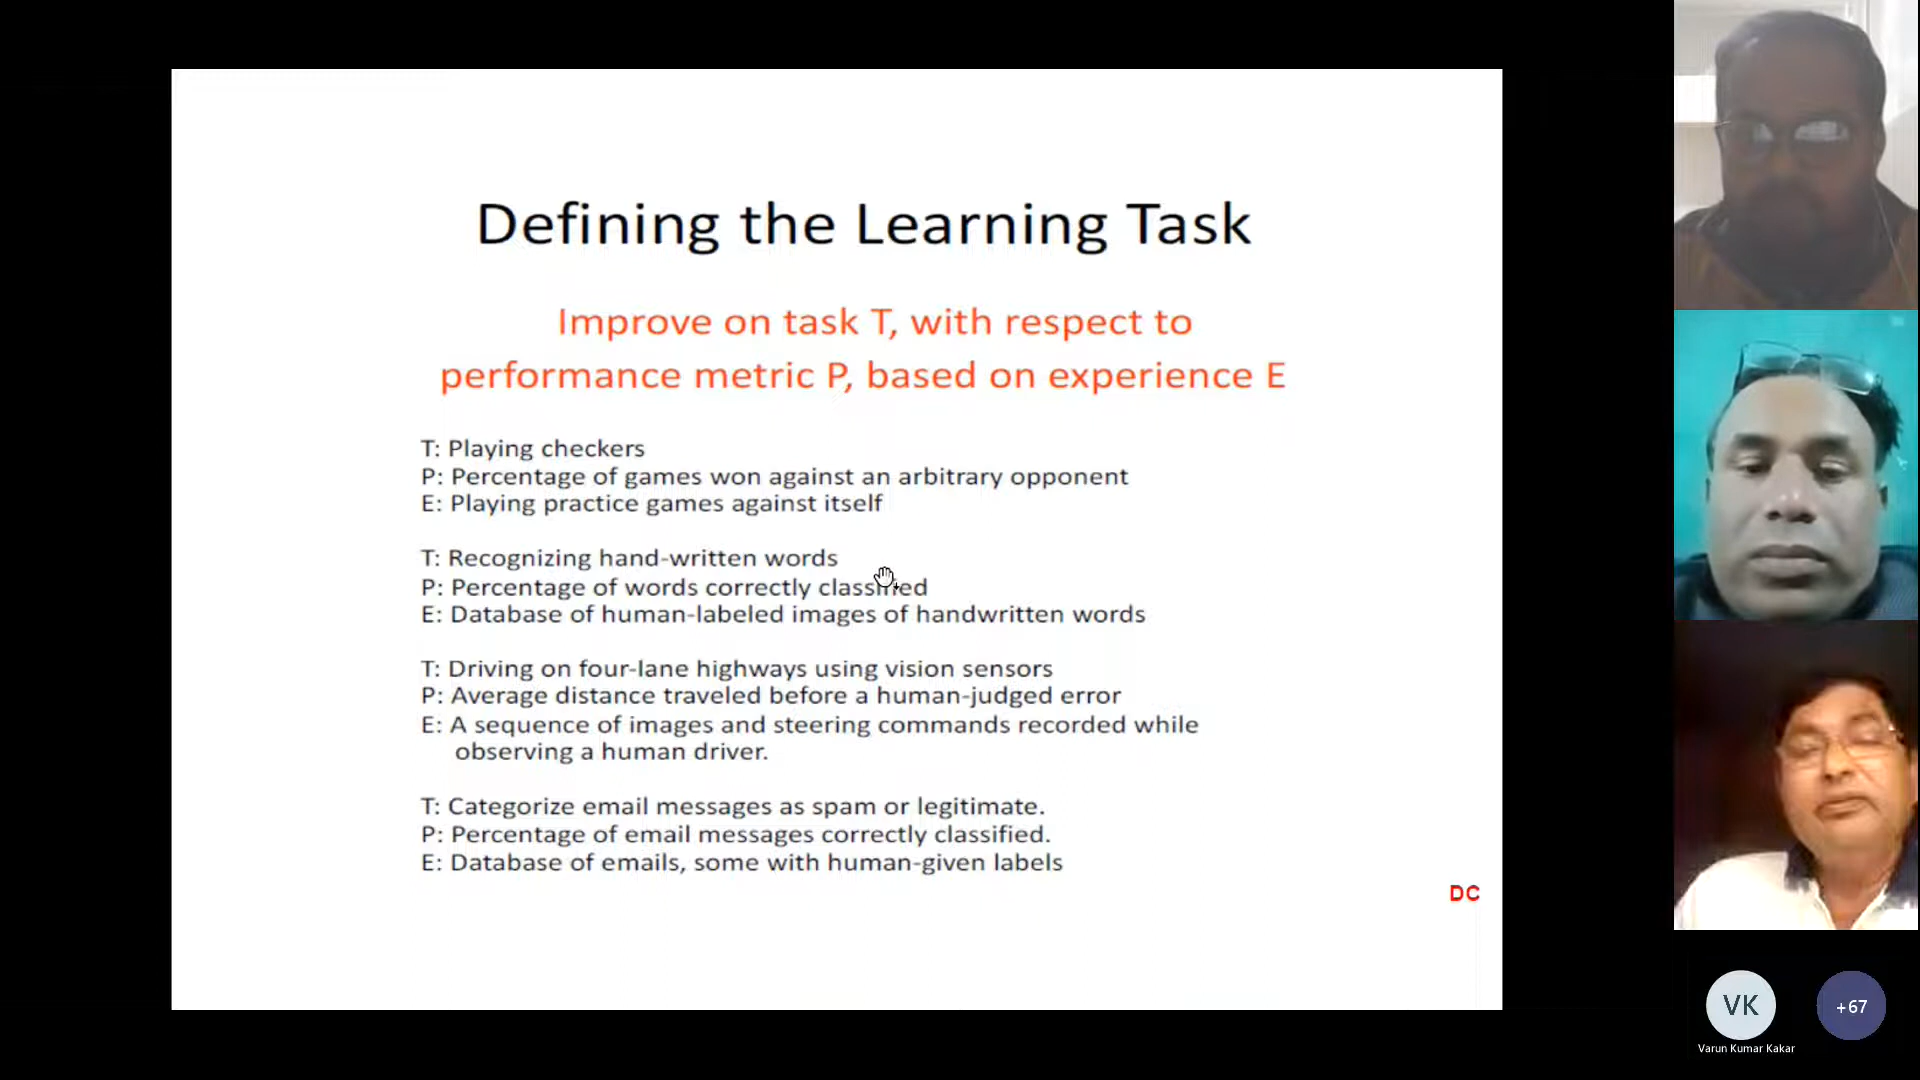 Defining the Learning Task
Improve on task T, with respect to
performance metric P, based on experience E
T: Playing checkers
P: Percentage of games won against an arbitrary opponent
E: Playing practice games against itself
T: Recognizing hand-written words
P: Percentage of words correctly classified
E: Database of human-labeled images of handwritten words
T: Driving on four-lane highways using vision sensors
P: Average distance traveled before a human-judged error
E: A sequence of images and steering commands recorded while
observing a human driver.
T: Categorize email messages as spam or legitimate.
P: Percentage of email messages correctly classified.
E: Database of emails, some with human-given labels
DC
VK
+67
Varun Kumar Kakar